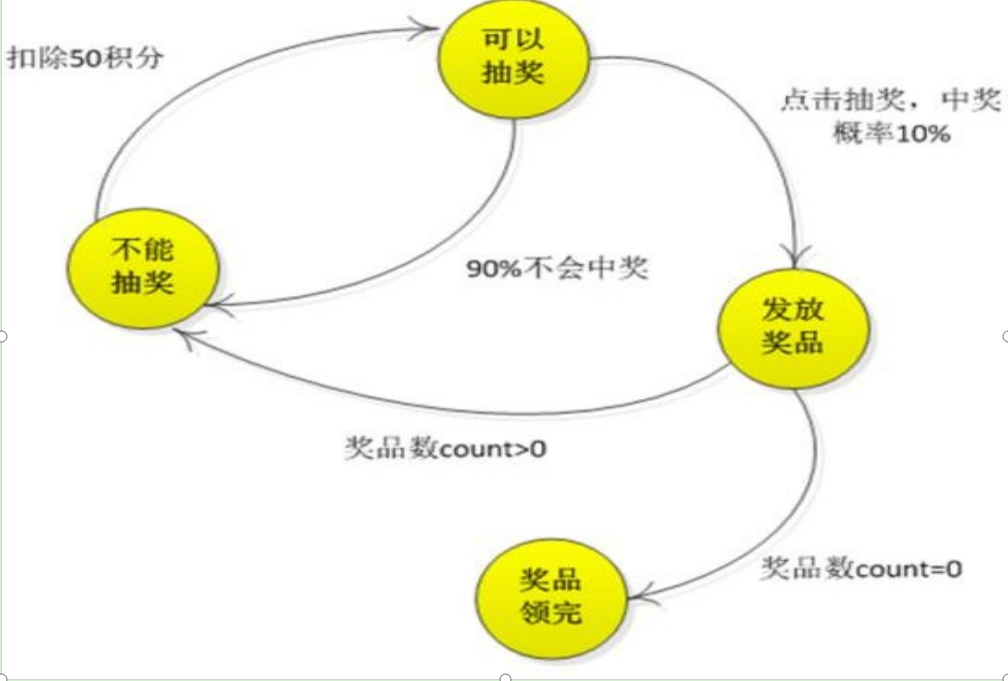 可以
抽奖
扣除50积分
点击抽奖，中奖
概率10%
不能
抽奖
90%不会中奖
发放
奖品
奖品数count>0
奖品数count=0
奖品
领完